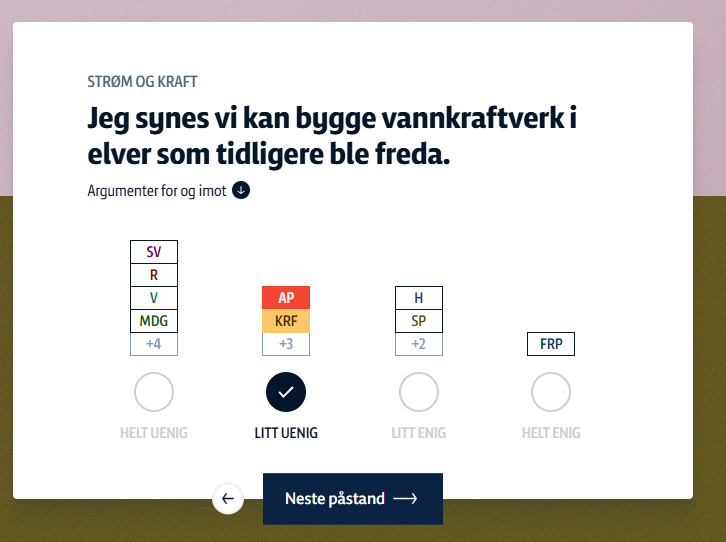 STRØM OG KRAFT
Jeg synes vi kan bygge vannkraftverk i
elver som tidligere ble freda.
Argumenter for og imot
SV
R
V
MDG
+4
AP
KRF
+3
H
SP
+2
FRP
HELT UENIG
LITT UENIG
LITT ENIG
HELT ENIG
Neste påstand